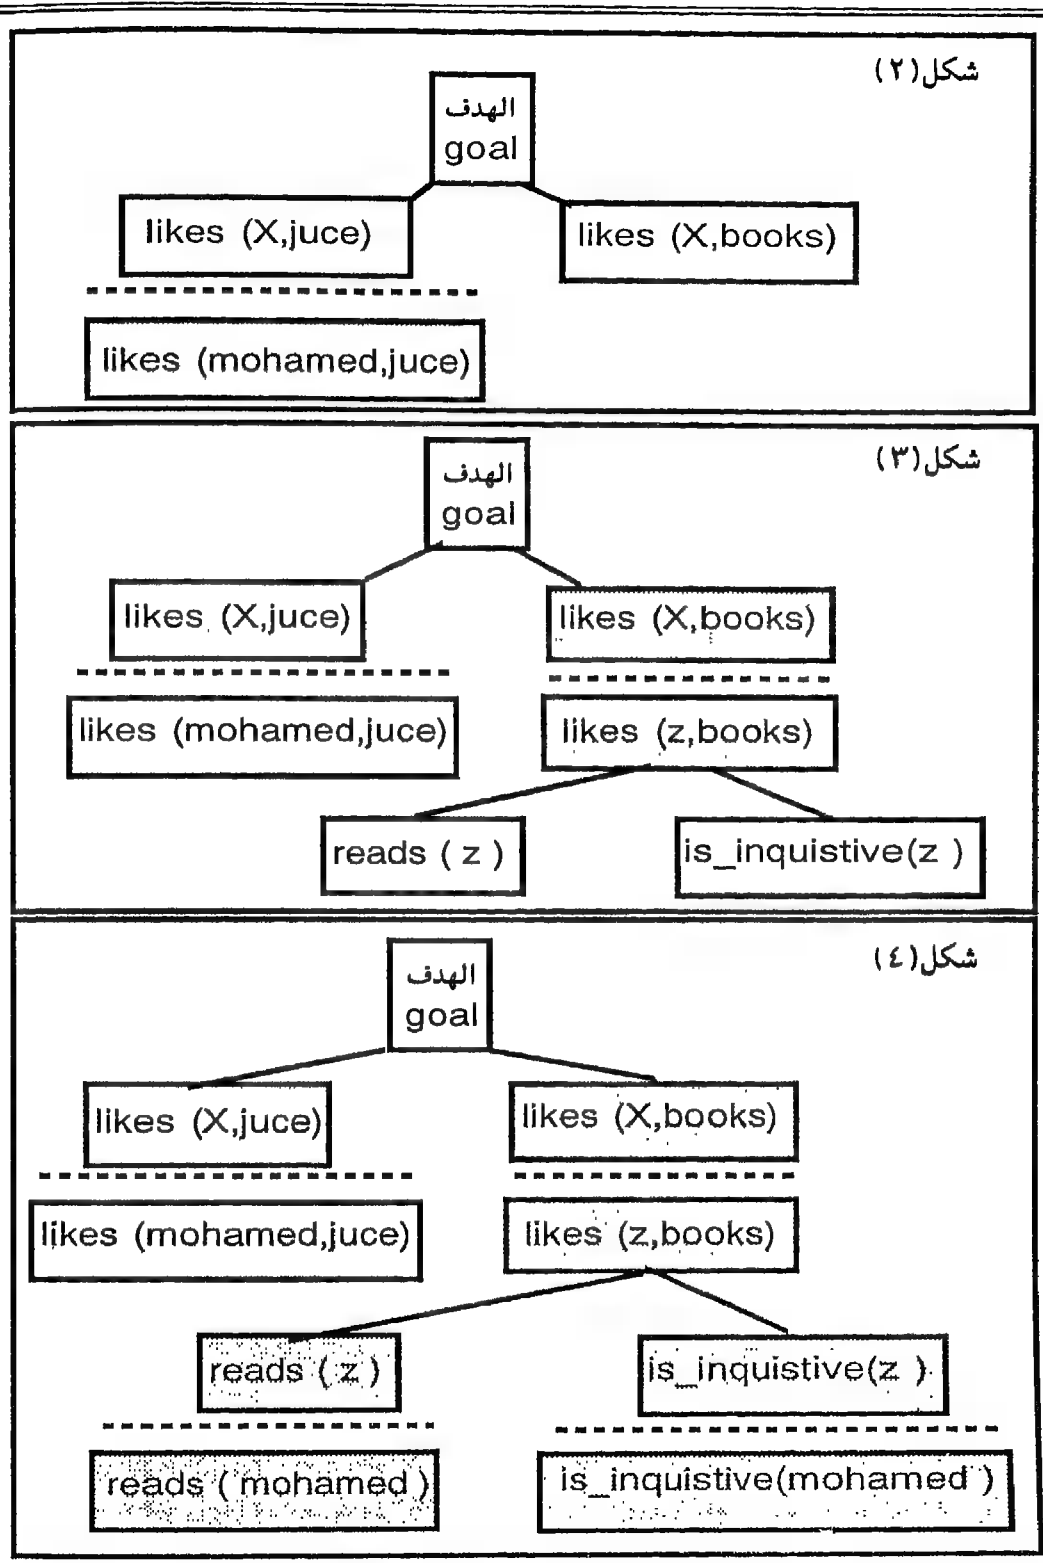 شكل(٢)
الهدف
goal
likes (X,juce)
likes (X,books)
likes (mohamed,juce)
شكل(٣)
الهدف
goal
likes (X,juce)
likes (X,books)
likes (mohamed,juce)
likes (z,books)
reads ( z )
is_inquistive(z )
شكل(٤)
الهدف
goal
likes (X,juce)
likes (X,books)
likes (mohamed,juce)
likes (z,books)
reads ( z )
is_inquistive(z )
reads ( mohamed )
is_inquistive(mohamed )